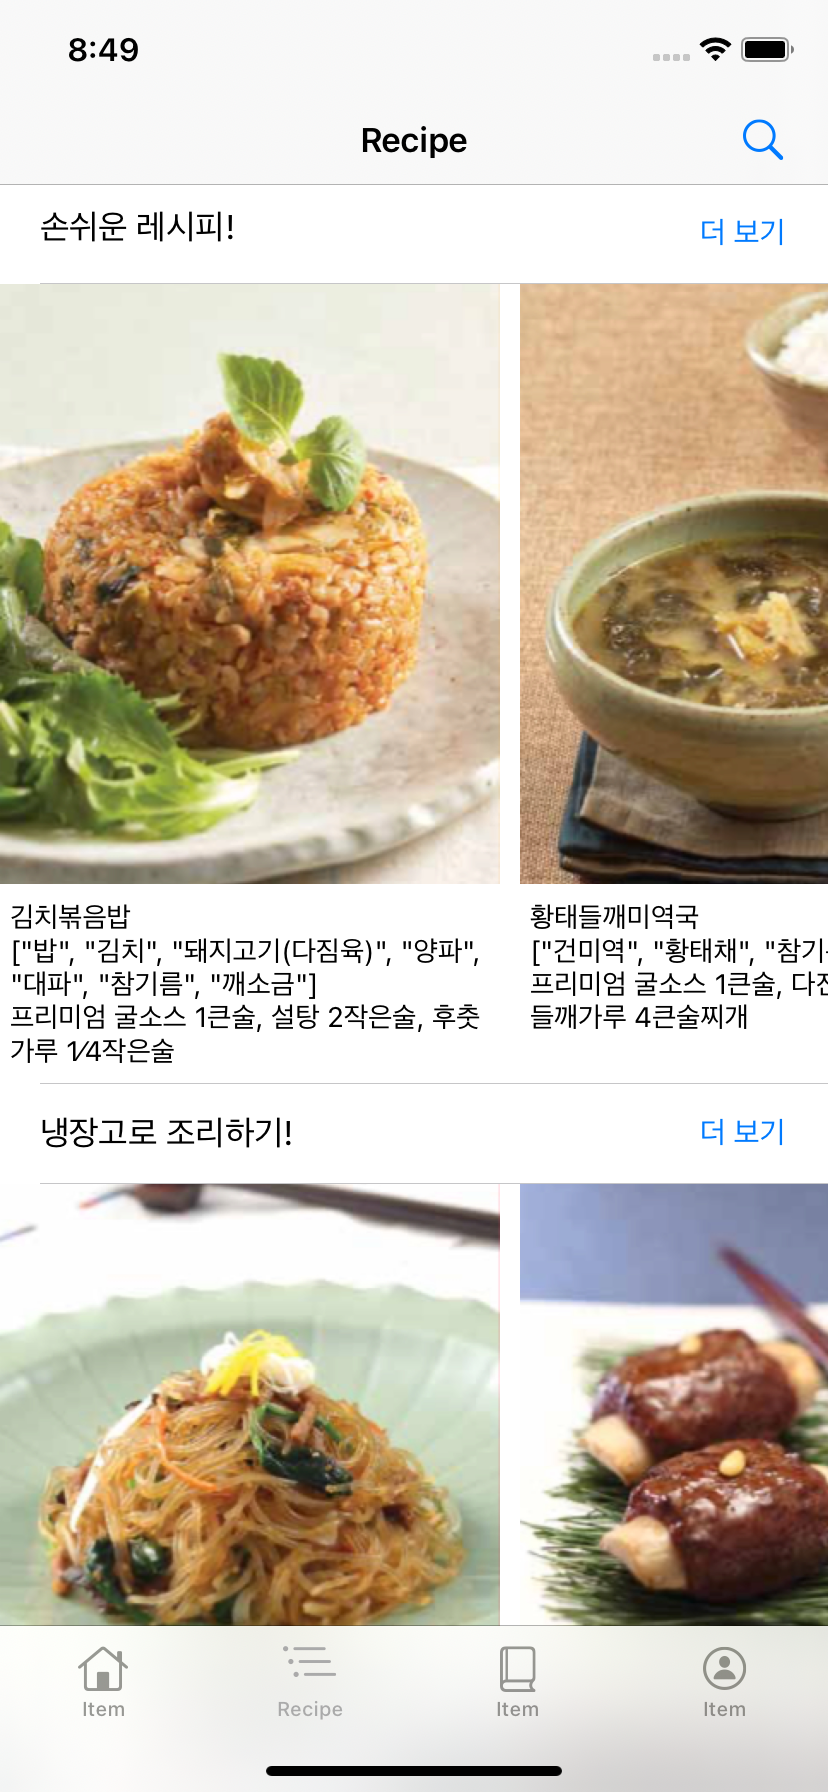 8:49
Recipe
손쉬운 레시피!
더 보기
김치볶음밥
["밥", "김치", "돼지고기(다짐육)", "양파",
"대파", "참기름", "깨소금"]
프리미엄 굴소스 1큰술, 설탕 2작은술, 후춧
가루 1⁄4작은술
황태들깨미역국
["건미역", "황태채", "참기
프리미엄 굴소스 1큰술, 다진
들깨가루 4큰술찌개
냉장고로 조리하기!
더 보기
Item
Recipe
Item
Item